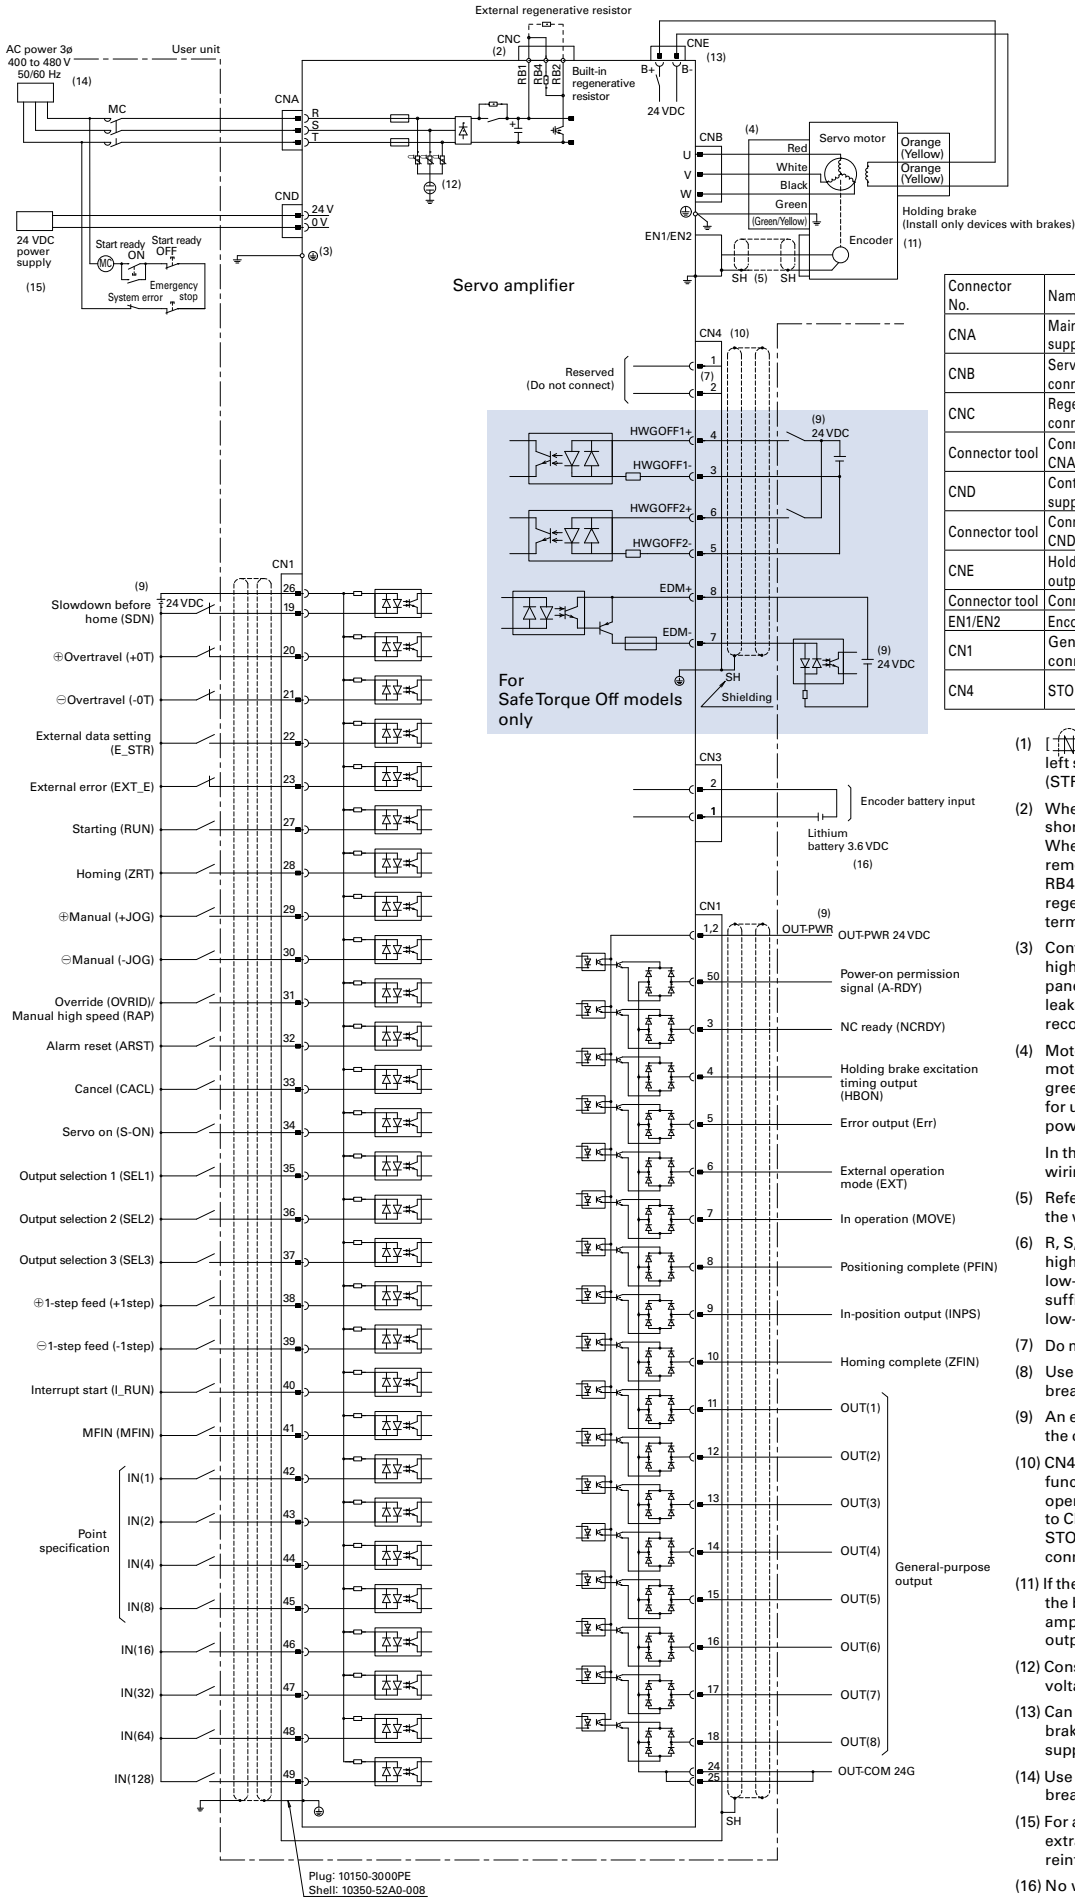 External regenerative resistor
AC power 3ø
400 to 480 V
50/60 Hz
(14)
User unit
CNC
(2)
CNE
(13)
RB1
RB4
RB2
Built-in
regenerative
resistor
B+
B-
24 VDC
MC
CNA
R
S
T
(12)
CNB
U
V
W
(4)
Red
White
Black
Green
(Green/Yellow)
Servo motor
Orange
(Yellow)
Orange
(Yellow)
Holding brake
(Install only devices with brakes)
(11)
EN1/EN2
Encoder
SH
(5)
SH
CND
24 V
0 V
(3)
24 VDC
power
supply
(15)
Start ready
ON
Start ready
OFF
MC
Emergency
stop
System error
Servo amplifier
CN4
(10)
Reserved
(Do not connect)
1
(7)
2
HWGOFF1+
4
HWGOFF1-
3
HWGOFF2+
6
HWGOFF2-
5
EDM+
8
EDM-
7
(9)
24 VDC
(9)
24 VDC
SH
Shielding
For
Safe Torque Off models
only
CN3
2
1
Encoder battery input
Lithium
battery 3.6 VDC
(16)
CN1
(9)
24 VDC
26
Slowdown before
home (SDN)
19
⊕Overtravel (+0T)
20
⊖Overtravel (-0T)
21
External data setting
(E_STR)
22
External error (EXT_E)
23
Starting (RUN)
27
Homing (ZRT)
28
⊕Manual (+JOG)
29
⊖Manual (-JOG)
30
Override (OVRID)/
Manual high speed (RAP)
31
Alarm reset (ARST)
32
Cancel (CACL)
33
Servo on (S-ON)
34
Output selection 1 (SEL1)
35
Output selection 2 (SEL2)
36
Output selection 3 (SEL3)
37
⊕1-step feed (+1step)
38
⊖1-step feed (-1step)
39
Interrupt start (I_RUN)
40
MFIN (MFIN)
41
Point
specification
IN(1)
42
IN(2)
43
IN(4)
44
IN(8)
45
IN(16)
46
IN(32)
47
IN(64)
48
IN(128)
49
Plug: 10150-3000PE
Shell: 10350-52A0-008
CN1
1,2
(9)
OUT-PWR
OUT-PWR 24 VDC
50
Power-on permission
signal (A-RDY)
3
NC ready (NCRDY)
4
Holding brake excitation
timing output
(HBON)
5
Error output (Err)
6
External operation
mode (EXT)
7
In operation (MOVE)
8
Positioning complete (PFIN)
9
In-position output (INPS)
10
Homing complete (ZFIN)
11
OUT(1)
12
OUT(2)
13
OUT(3)
14
OUT(4)
15
OUT(5)
16
OUT(6)
17
OUT(7)
18
OUT(8)
General-purpose
output
24
25
OUT-COM 24G
SH
Connector
No.
Nam
CNA
Main
supp
CNB
Serv
conn
CNC
Rege
conn
Connector tool
Conn
CNA
CND
Cont
supp
Connector tool
Conn
CND
CNE
Hold
outp
Connector tool
Conn
EN1/EN2
Enco
CN1
Gen
conn
CN4
STO
(1) [
left s
(STF
(2) Whe
shor
Whe
rem
RB4
rege
term
(3) Con
high
pane
leak
reco
(4) Mot
mot
gree
for u
pow
In th
wirin
(5) Refe
the v
(6) R, S,
high
low-
suffi
low-
(7) Do n
(8) Use
brea
(9) An e
the c
(10) CN4
func
oper
to C
STO
conn
(11) If the
the b
amp
outp
(12) Cons
volta
(13) Can
brak
supp
(14) Use
brea
(15) For a
extra
rein
(16) No v